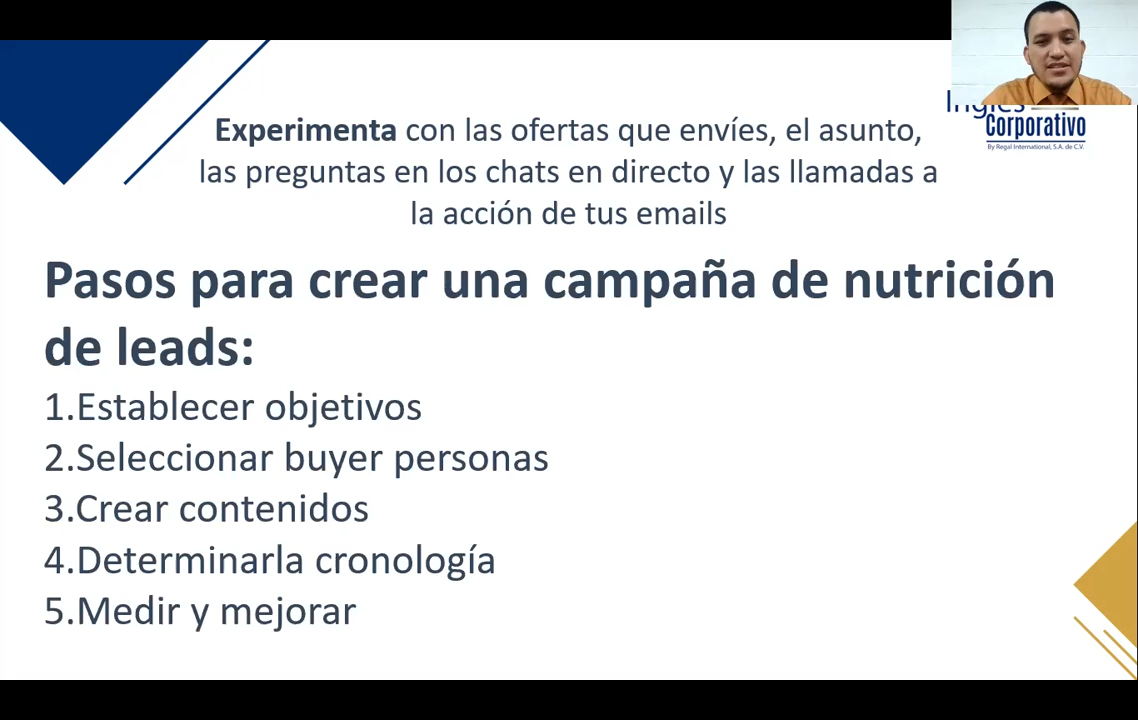 Experimenta con las ofertas que envíes, el asunto,
las preguntas en los chats en directo y las llamadas a
la acción de tus emails
Inglés
Corporativo
By Regal International, S.A. de C.V.
Pasos para crear una campaña de nutrición
de leads:
1.Establecer objetivos
2.Seleccionar buyer personas
3.Crear contenidos
4.Determinarla cronología
5.Medir y mejorar